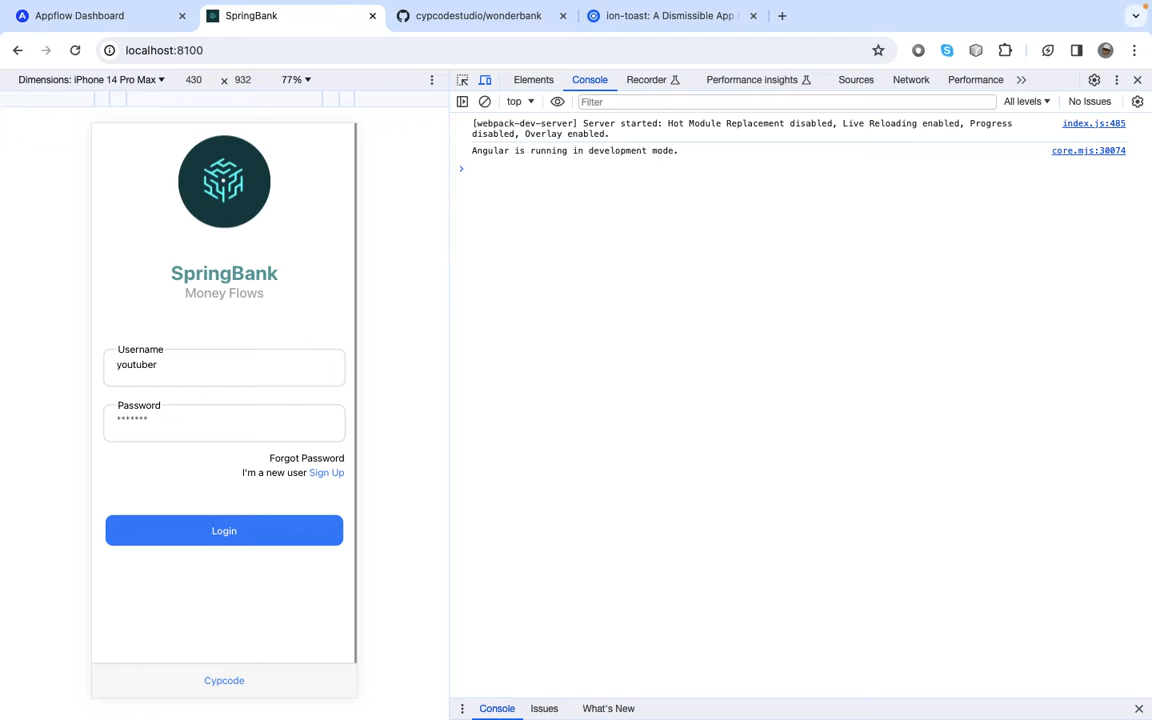 Appflow Dashboard
SpringBank
cypcodestudio/wonderbank
ion-toast: A Dismissible App
localhost:8100
Dimensions: iPhone 14 Pro Max ▾ 430 x 932 77% ▾
Elements Console Recorder Performance insights Sources Network Performance
top ▾ Filter All levels ▾ No Issues
[webpack-dev-server] Server started: Hot Module Replacement disabled, Live Reloading enabled, Progress index.js:485
disabled, Overlay enabled.
Angular is running in development mode. core.mjs:30074
SpringBank
Money Flows
Username
youtuber
Password
*******
Forgot Password
I'm a new user Sign Up
Login
Cypcode
Console Issues What's New